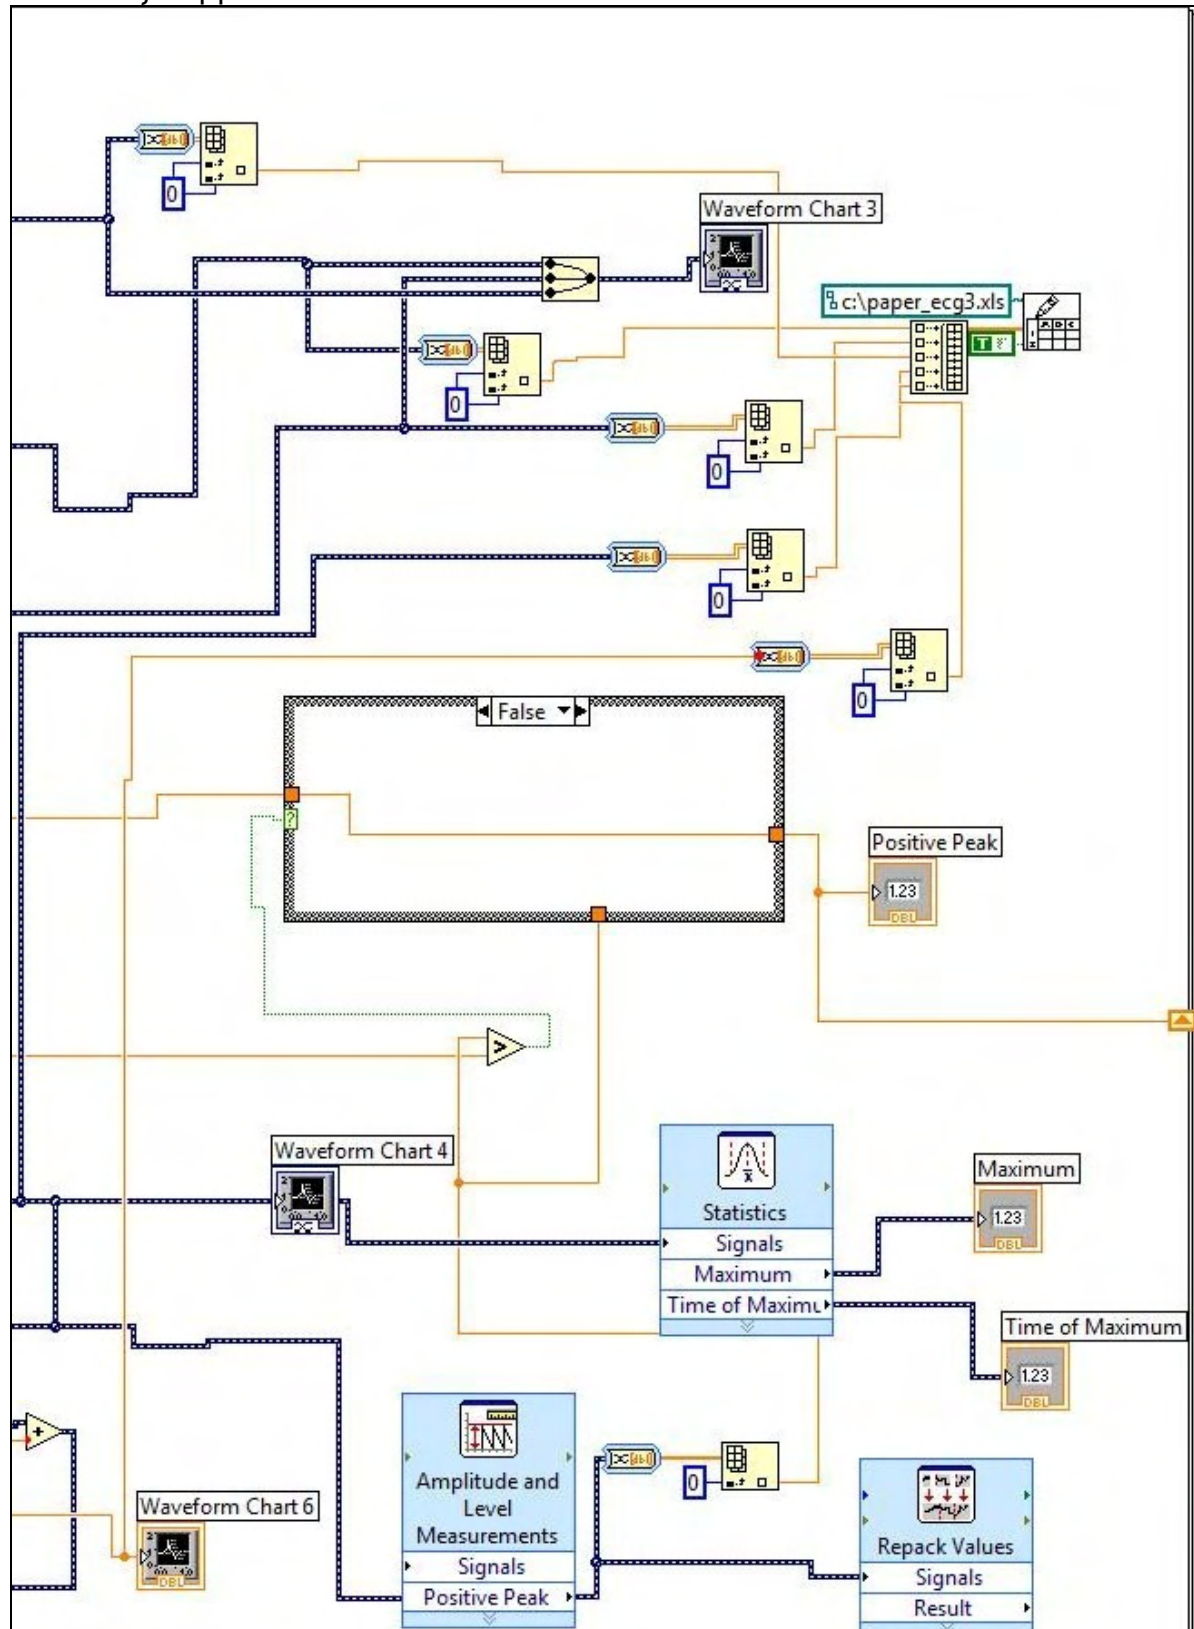 0
Waveform Chart 3
c:\paper_ecg3.xls
T
0
0
0
0
False
?
Positive Peak
1.23
DBL
>
Waveform Chart 4
Statistics
Signals
Maximum
Time of Maximu
Maximum
1.23
DBL
Time of Maximum
1.23
DBL
+
Amplitude and
Level
Measurements
Signals
Positive Peak
0
Waveform Chart 6
DBL
Repack Values
Signals
Result